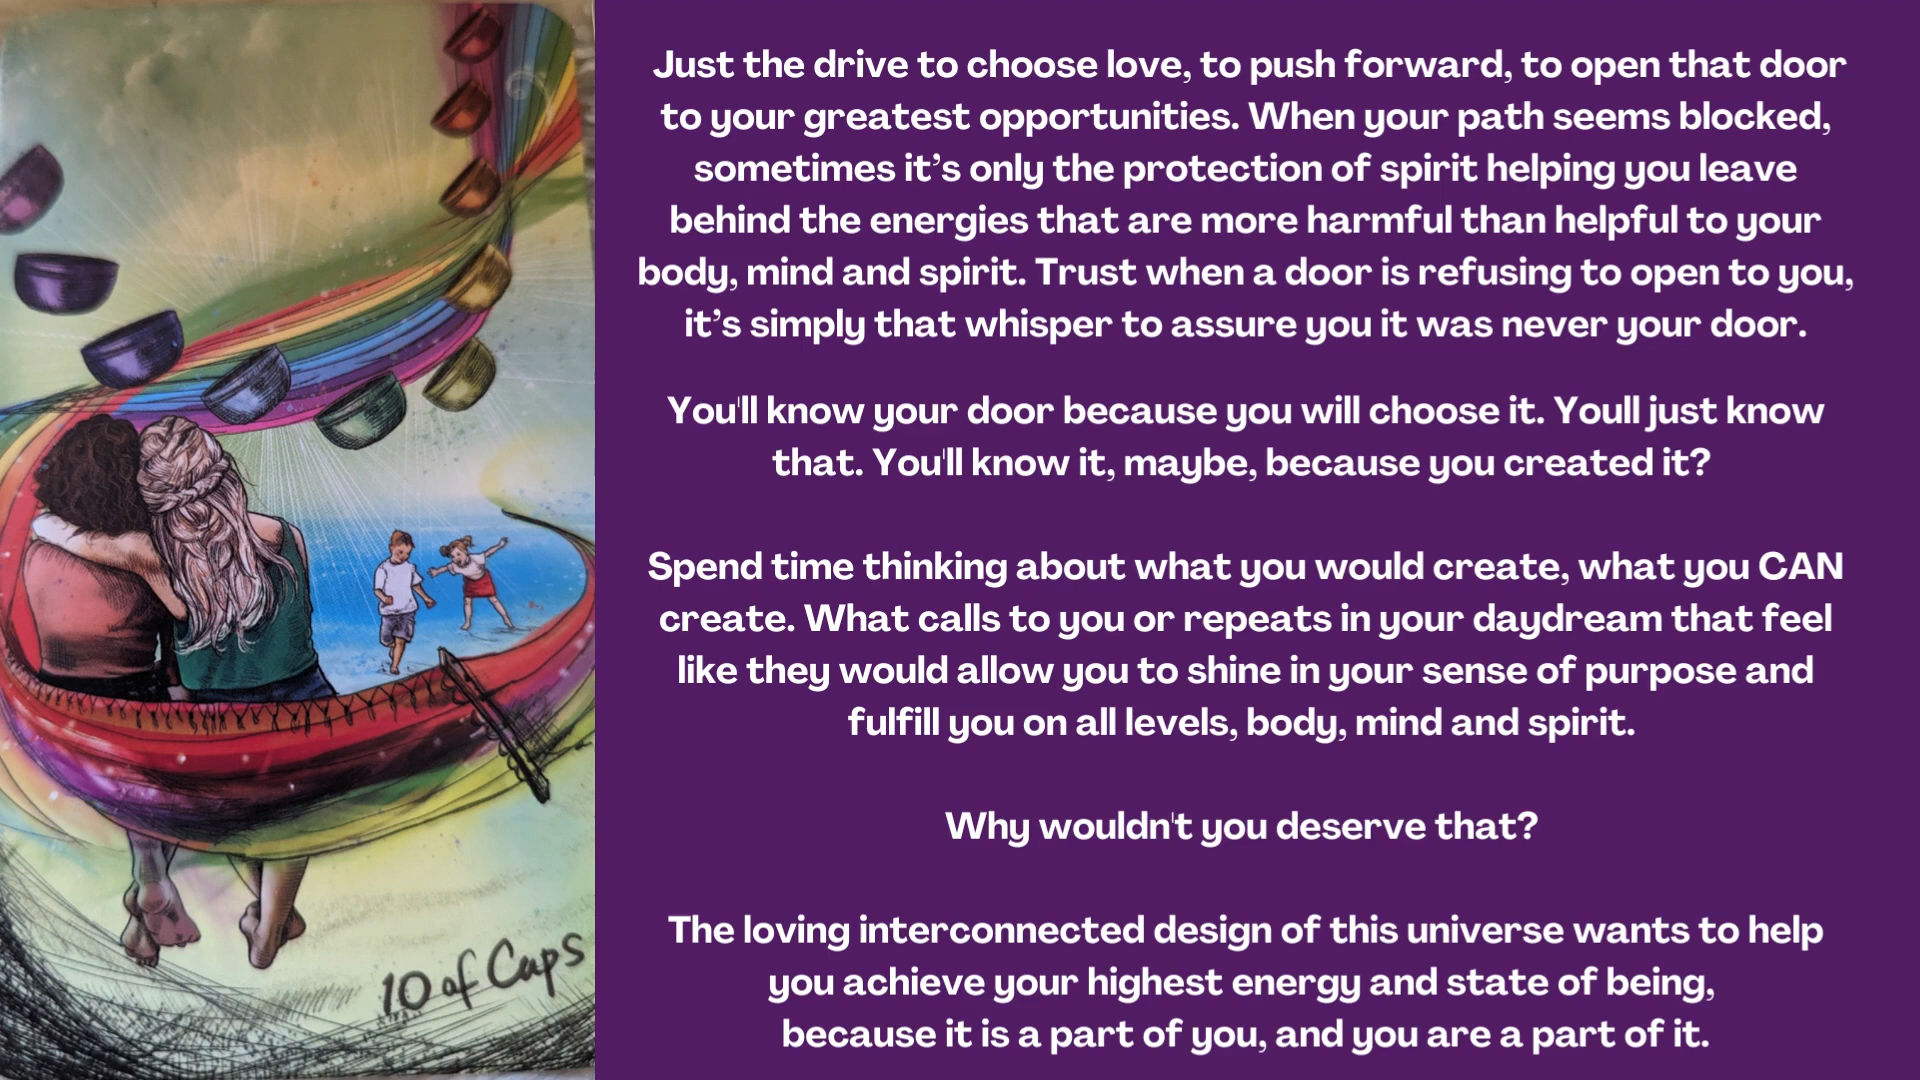 Just the drive to choose love, to push forward, to open that door
to your greatest opportunities. When your path seems blocked,
sometimes it’s only the protection of spirit helping you leave
behind the energies that are more harmful than helpful to your
body, mind and spirit. Trust when a door is refusing to open to you,
it’s simply that whisper to assure you it was never your door.
You'll know your door because you will choose it. Youll just know
that. You'll know it, maybe, because you created it?
Spend time thinking about what you would create, what you CAN
create. What calls to you or repeats in your daydream that feel
like they would allow you to shine in your sense of purpose and
fulfill you on all levels, body, mind and spirit.
Why wouldn't you deserve that?
The loving interconnected design of this universe wants to help
you achieve your highest energy and state of being,
because it is a part of you, and you are a part of it.
10 of Cups